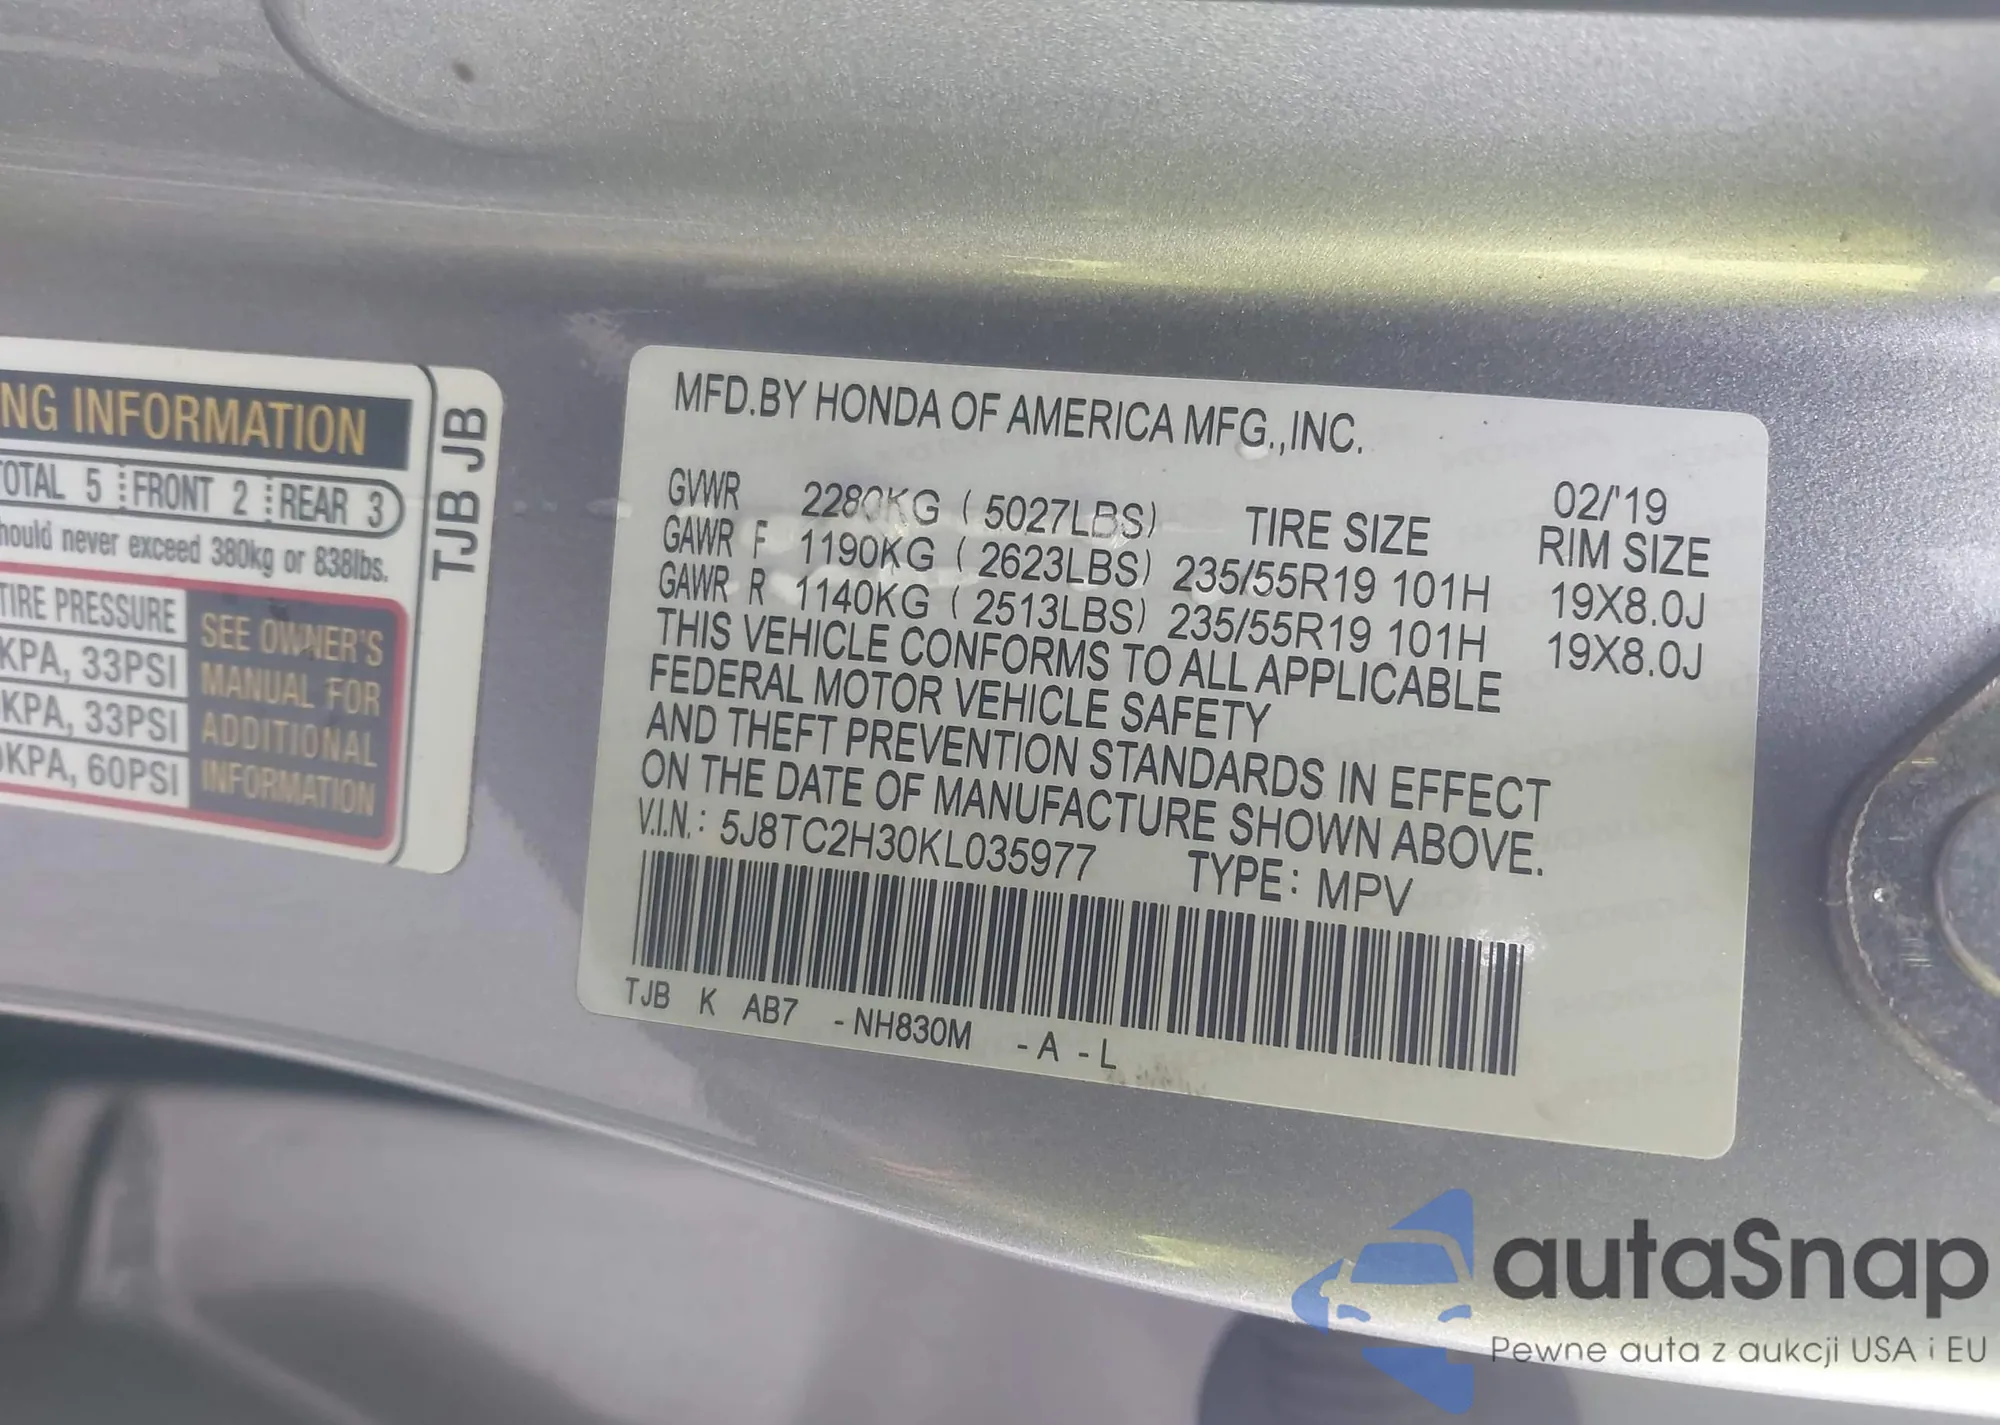 NG INFORMATION
TOTAL 5 FRONT 2 REAR 3
should never exceed 380kg or 838lbs.
TIRE PRESSURE
KPA, 33PSI
KPA, 33PSI
KPA, 60PSI
SEE OWNER'S
MANUAL FOR
ADDITIONAL
INFORMATION
TJB JB
MFD.BY HONDA OF AMERICA MFG.,INC.
02/'19
GVWR 2280KG ( 5027LBS) TIRE SIZE RIM SIZE
GAWR F 1190KG ( 2623LBS) 235/55R19 101H 19X8.0J
GAWR R 1140KG ( 2513LBS) 235/55R19 101H 19X8.0J
THIS VEHICLE CONFORMS TO ALL APPLICABLE
FEDERAL MOTOR VEHICLE SAFETY
AND THEFT PREVENTION STANDARDS IN EFFECT
ON THE DATE OF MANUFACTURE SHOWN ABOVE.
V.I.N.: 5J8TC2H30KL035977 TYPE: MPV
TJB K AB7 -NH830M -A -L
autaSnap
Pewne auta z aukcji USA i EU